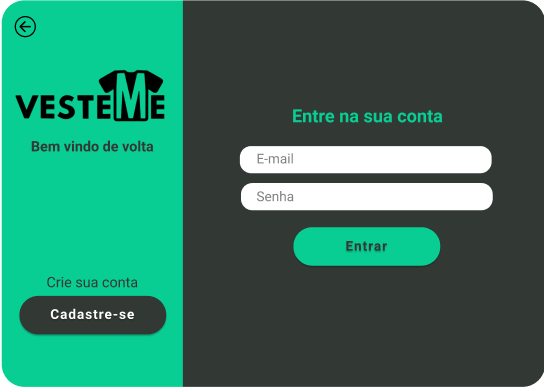 VESTEME
Bem vindo de volta
Crie sua conta
Cadastre-se
Entre na sua conta
E-mail
Senha
Entrar